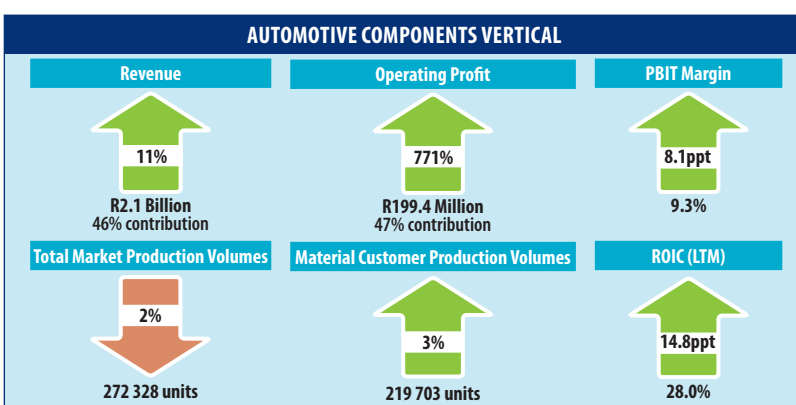 AUTOMOTIVE COMPONENTS VERTICAL
Revenue
11%
R2.1 Billion
46% contribution
Operating Profit
771%
R199.4 Million
47% contribution
PBIT Margin
8.1ppt
9.3%
Total Market Production Volumes
2%
272 328 units
Material Customer Production Volumes
3%
219 703 units
ROIC (LTM)
14.8ppt
28.0%